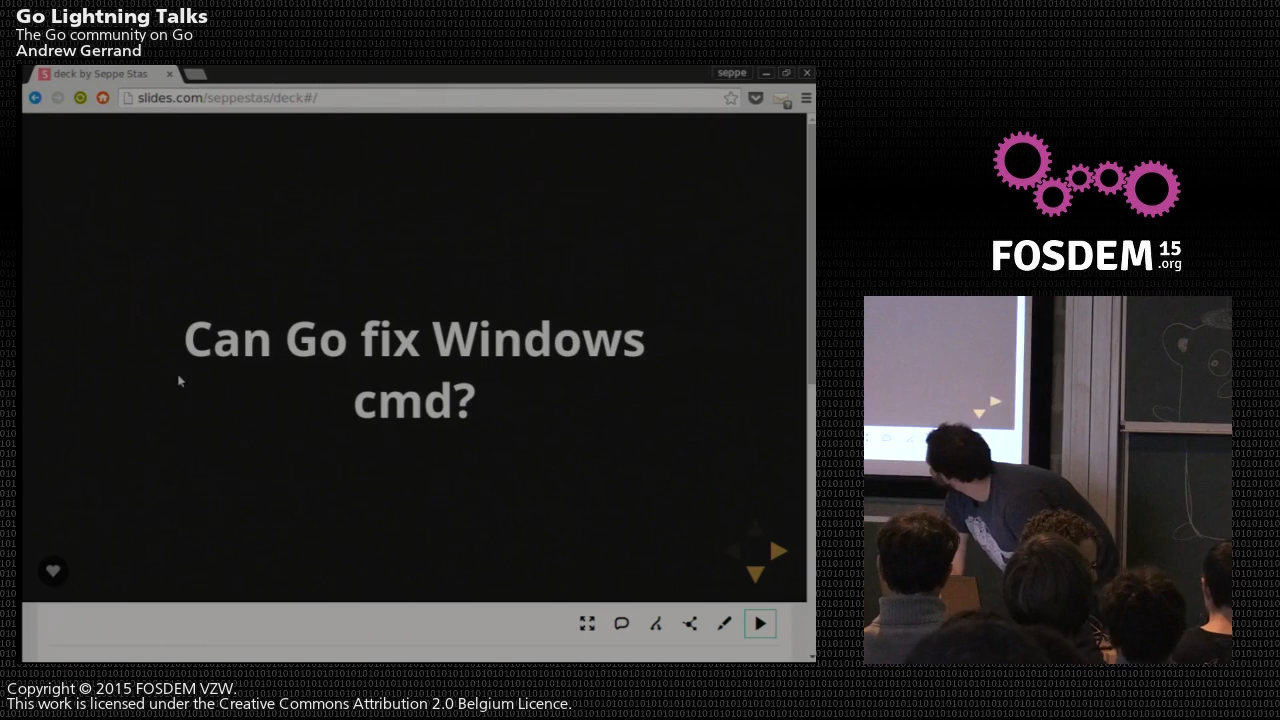 Go Lightning Talks
The Go community on Go
Andrew Gerrand
deck by Seppe Stas
seppe
slides.com/seppestas/deck#/
Can Go fix Windows
cmd?
FOSDEM 15
.org
Copyright © 2015 FOSDEM VZW.
This work is licensed under the Creative Commons Attribution 2.0 Belgium Licence.